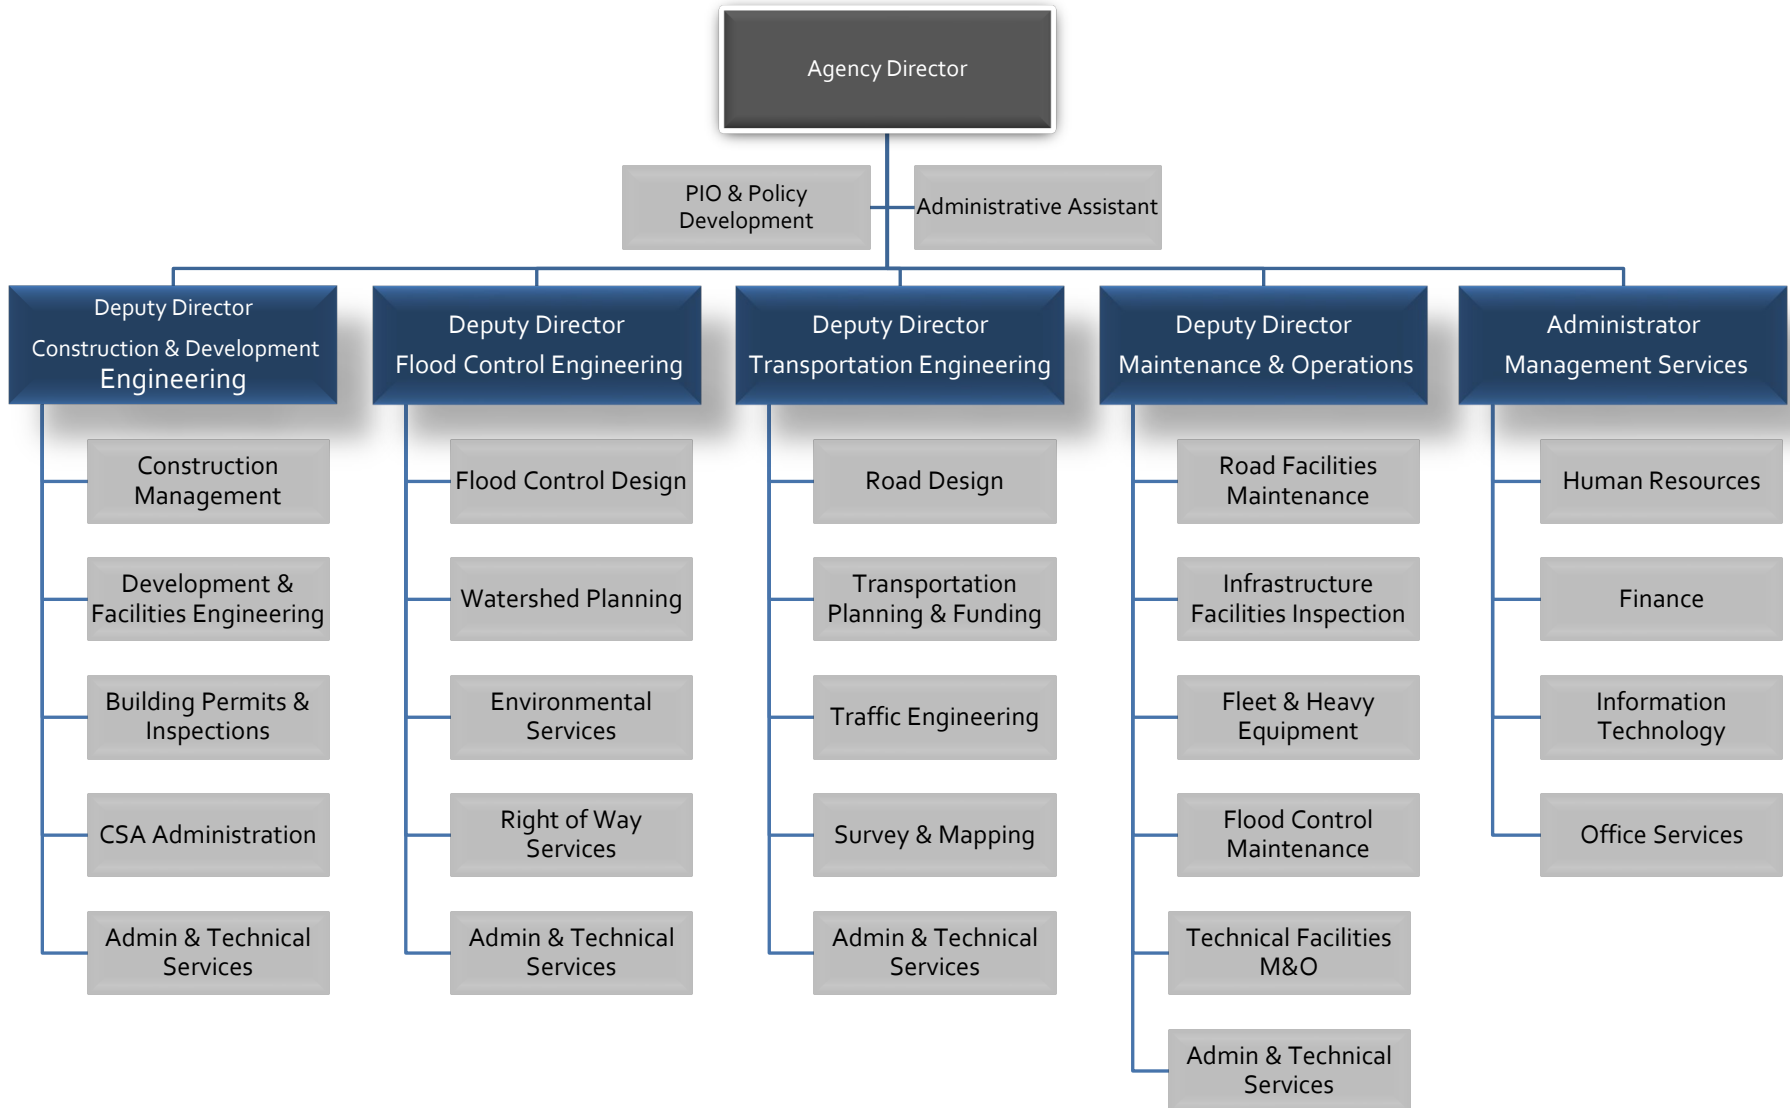 Agency Director
PIO & Policy
Development
Administrative Assistant
Deputy Director
Construction & Development
Engineering
Deputy Director
Flood Control Engineering
Deputy Director
Transportation Engineering
Deputy Director
Maintenance & Operations
Administrator
Management Services
Construction
Management
Development &
Facilities Engineering
Building Permits &
Inspections
CSA Administration
Admin & Technical
Services
Flood Control Design
Watershed Planning
Environmental
Services
Right of Way
Services
Admin & Technical
Services
Road Design
Transportation
Planning & Funding
Traffic Engineering
Survey & Mapping
Admin & Technical
Services
Road Facilities
Maintenance
Infrastructure
Facilities Inspection
Fleet & Heavy
Equipment
Flood Control
Maintenance
Technical Facilities
M&O
Admin & Technical
Services
Human Resources
Finance
Information
Technology
Office Services